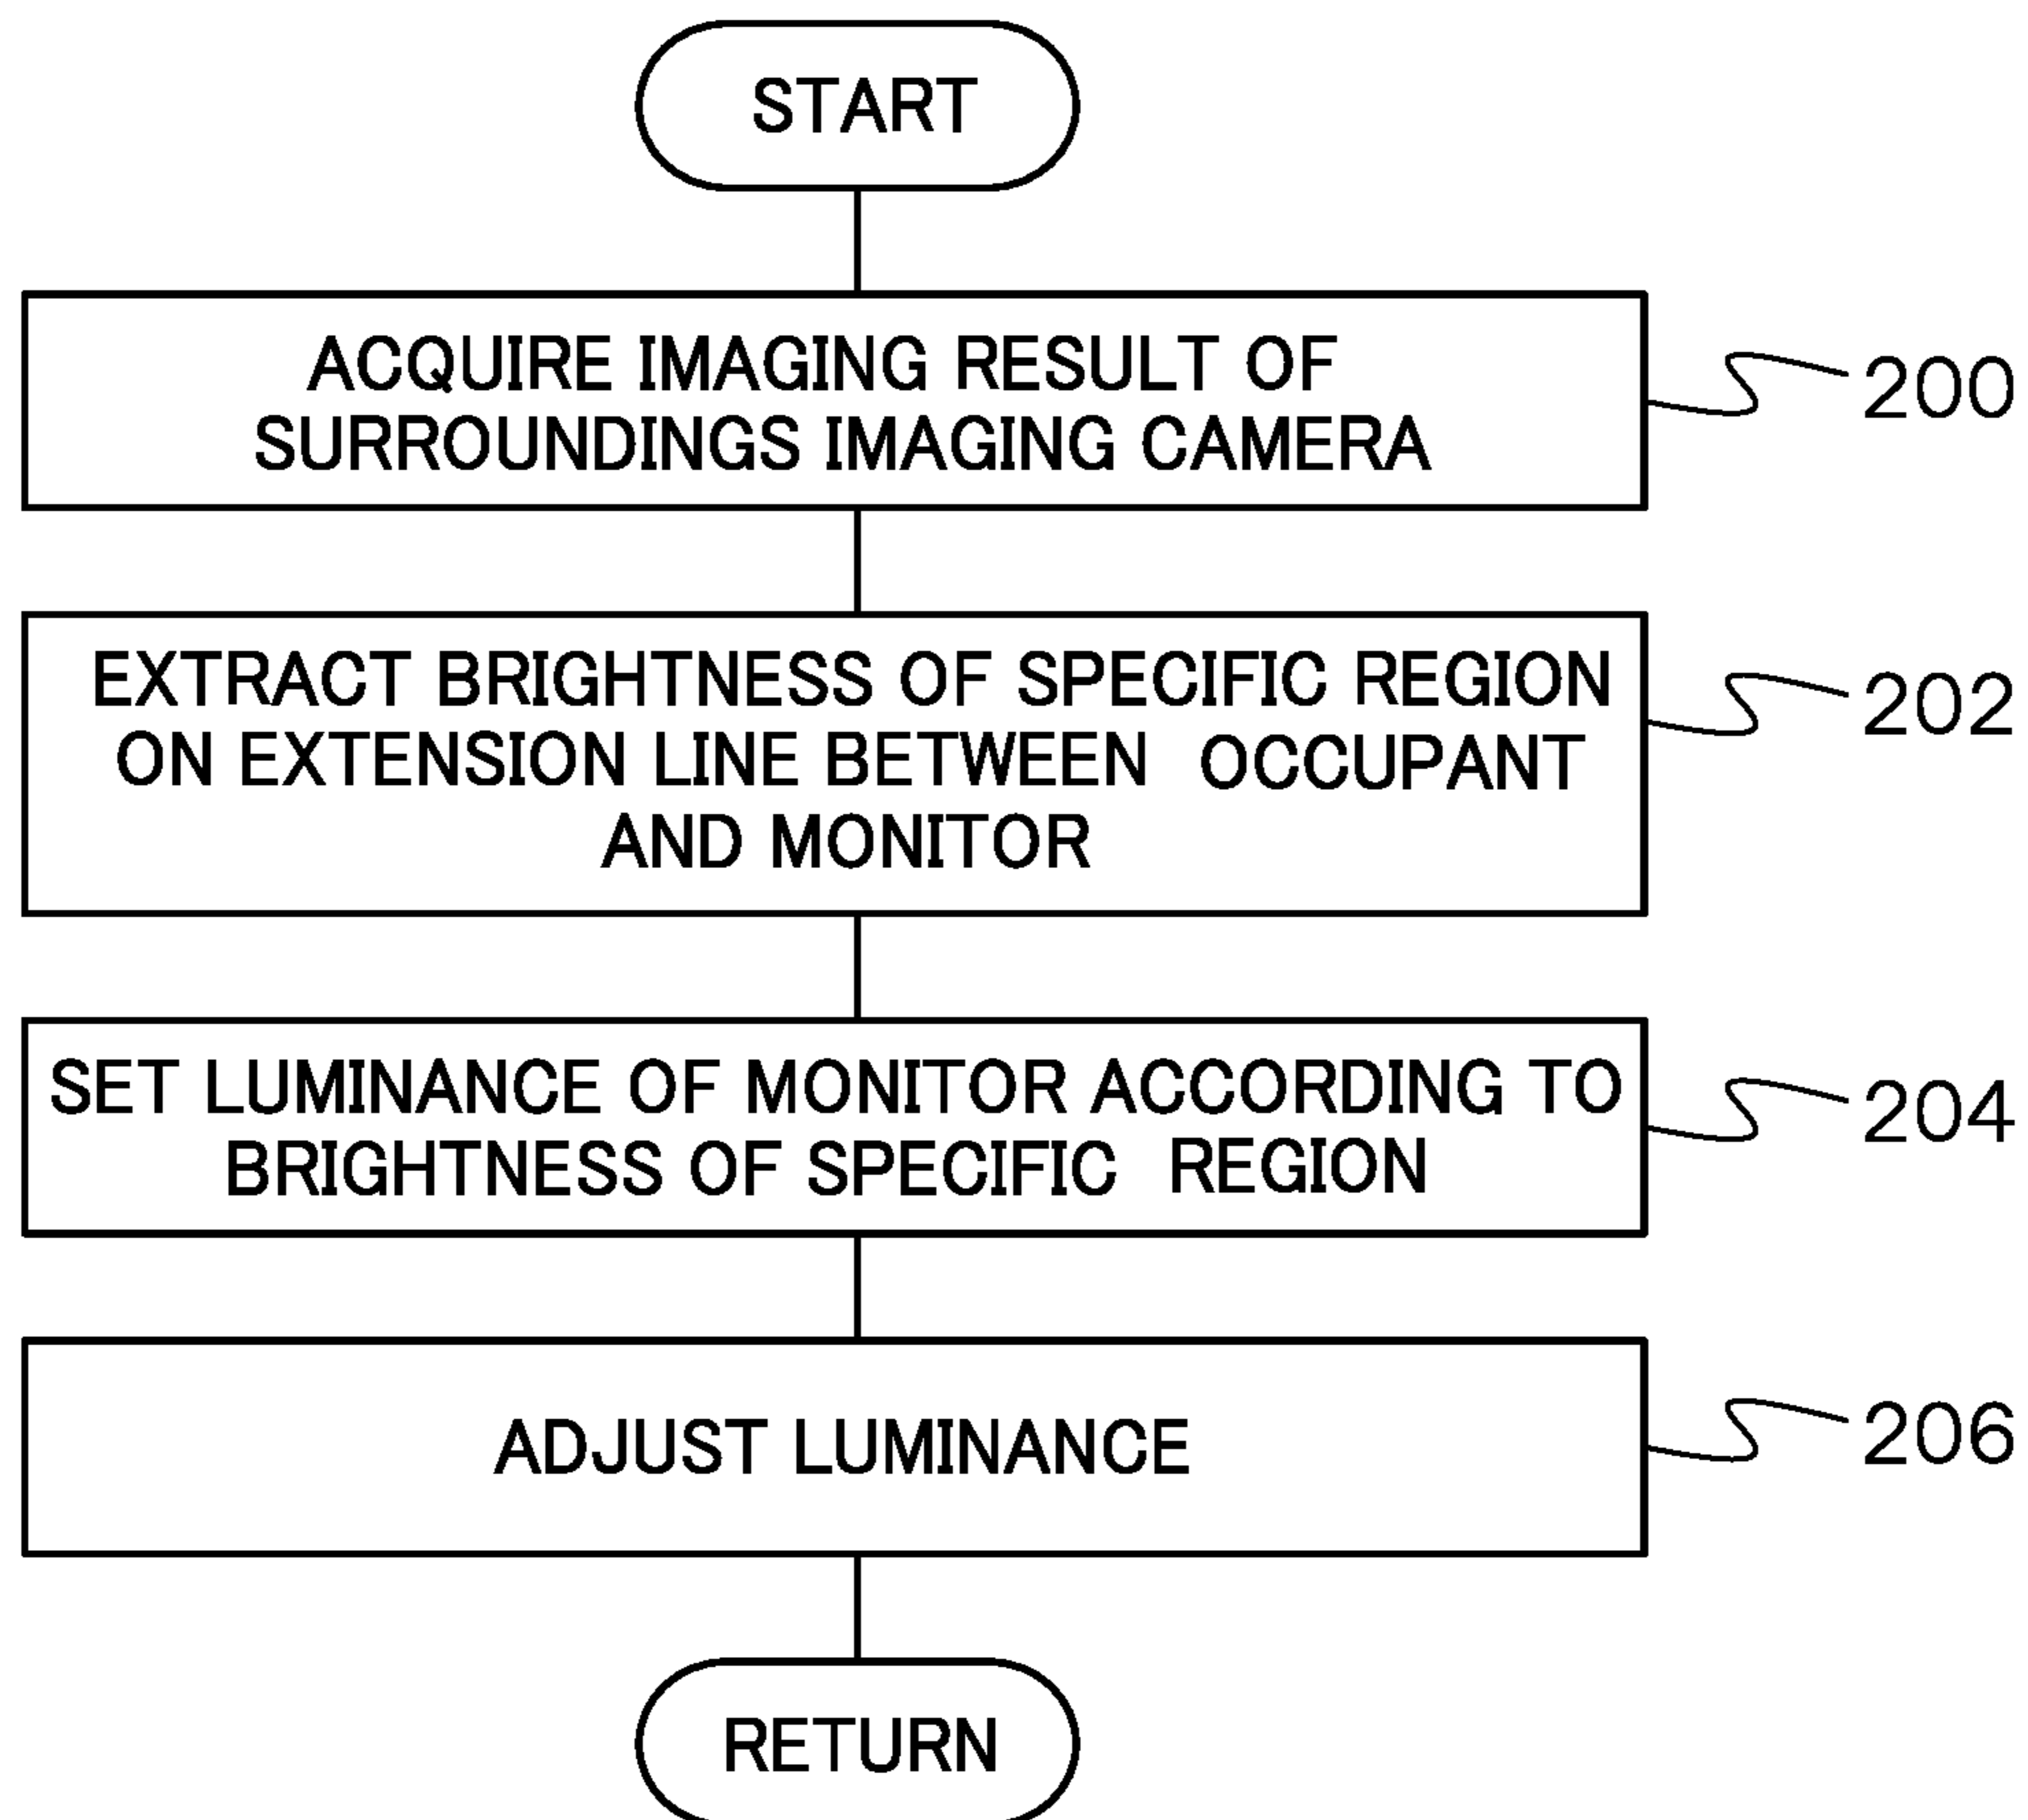 START
ACQUIRE IMAGING RESULT OF
SURROUNDINGS IMAGING CAMERA
200
EXTRACT BRIGHTNESS OF SPECIFIC REGION
ON EXTENSION LINE BETWEEN OCCUPANT
AND MONITOR
202
SET LUMINANCE OF MONITOR ACCORDING TO
BRIGHTNESS OF SPECIFIC REGION
204
ADJUST LUMINANCE
206
RETURN